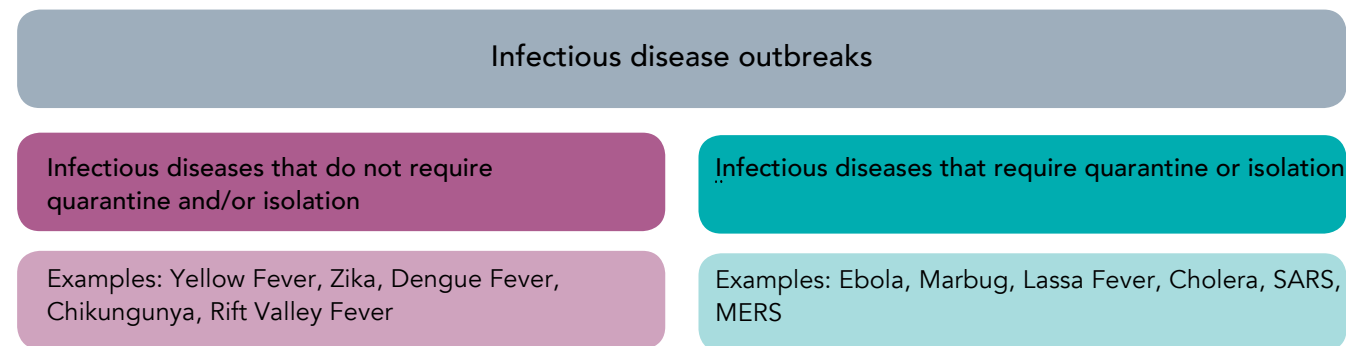 Infectious disease outbreaks
Infectious diseases that do not require
quarantine and/or isolation
Infectious diseases that require quarantine or isolation
Examples: Yellow Fever, Zika, Dengue Fever,
Chikungunya, Rift Valley Fever
Examples: Ebola, Marbug, Lassa Fever, Cholera, SARS,
MERS